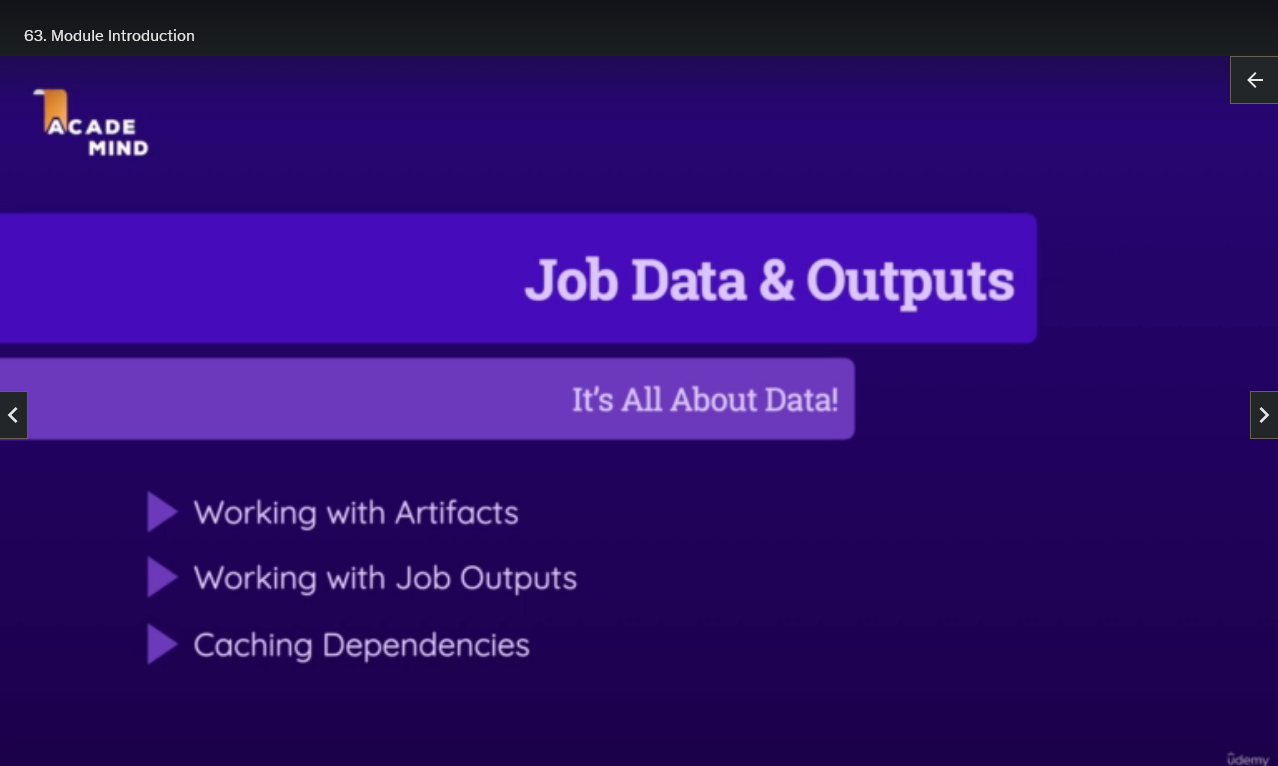 63. Module Introduction
ACADE
MIND
Job Data & Outputs
It's All About Data!
Working with Artifacts
Working with Job Outputs
Caching Dependencies
ûdemy